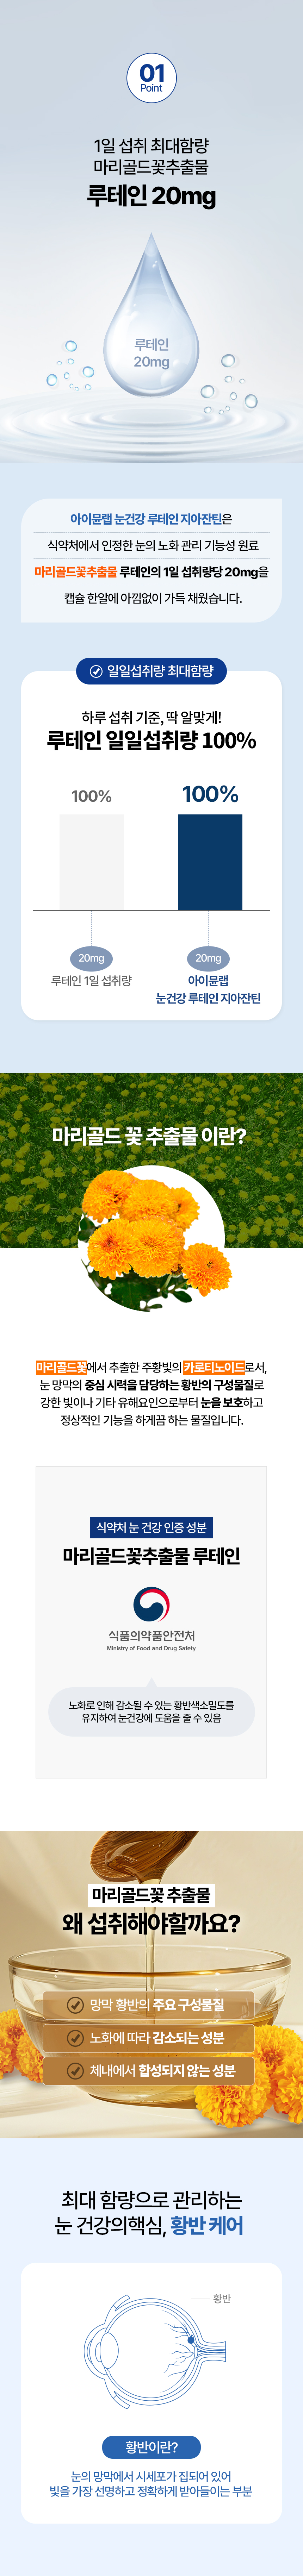 01
Point
1일 섭취 최대함량
마리골드꽃추출물
루테인 20mg
루테인
20mg
아이뮨랩 눈건강 루테인 지아잔틴은
식약처에서 인정한 눈의 노화 관리 기능성 원료
마리골드꽃추출물 루테인의 1일 섭취량당 20mg을
캡슐 한알에 아낌없이 가득 채웠습니다.
일일섭취량 최대함량
하루 섭취 기준, 딱 알맞게!
루테인 일일섭취량 100%
100%
100%
20mg
20mg
루테인 1일 섭취량
아이뮨랩
눈건강 루테인 지아잔틴
마리골드 꽃 추출물 이란?
마리골드꽃에서 추출한 주황빛의 카로티노이드로서,
눈 망막의 중심 시력을 담당하는 황반의 구성물질로
강한 빛이나 기타 유해요인으로부터 눈을 보호하고
정상적인 기능을 하게끔 하는 물질입니다.
식약처 눈 건강 인증 성분
마리골드꽃추출물 루테인
식품의약품안전처
Ministry of Food and Drug Safety
노화로 인해 감소될 수 있는 황반색소밀도를
유지하여 눈건강에 도움을 줄 수 있음
마리골드꽃 추출물
왜 섭취해야할까요?
망막 황반의 주요 구성물질
노화에 따라 감소되는 성분
체내에서 합성되지 않는 성분
최대 함량으로 관리하는
눈 건강의핵심, 황반 케어
황반
황반이란?
눈의 망막에서 시세포가 집되어 있어
빛을 가장 선명하고 정확하게 받아들이는 부분